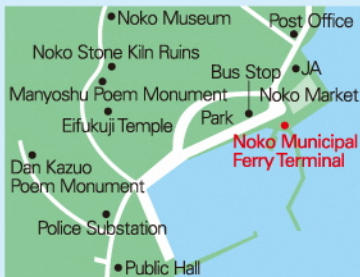 Noko Museum
Post Office
Noko Stone Kiln Ruins
Bus Stop
JA
Manyoshu Poem Monument
Noko Market
Park
Eifukuji Temple
Noko Municipal
Ferry Terminal
Dan Kazuo
Poem Monument
Police Substation
Public Hall